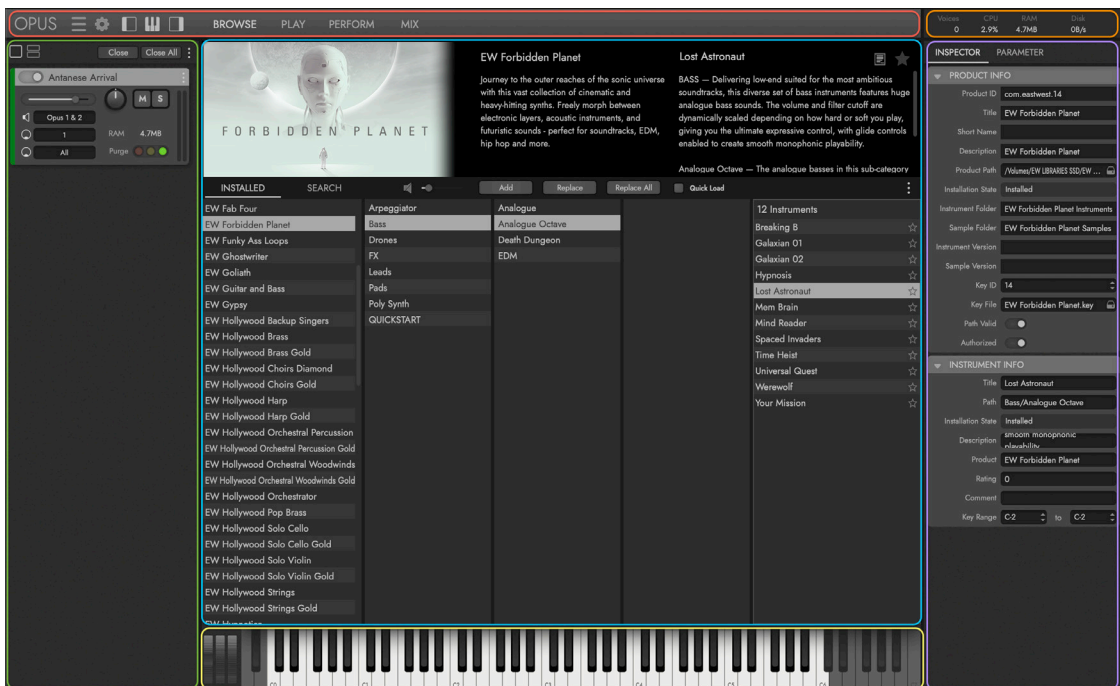 OPUS
BROWSE PLAY PERFORM MIX
Voices CPU RAM Disk
0 2.9% 4.7MB 0B/s
Close Close All
Antanese Arrival
M S
Opus 1 & 2
1 RAM 4.7MB
All Purge
FORBIDDEN PLANET
EW Forbidden Planet
Journey to the outer reaches of the sonic universe
with this vast collection of cinematic and
heavy-hitting synths. Freely morph between
electronic layers, acoustic instruments, and
futuristic sounds - perfect for soundtracks, EDM,
hip hop and more.
Lost Astronaut
BASS — Delivering low-end suited for the most ambitious
soundtracks, this diverse set of bass instruments features huge
analogue bass sounds. The volume and filter cutoff are
dynamically scaled depending on how hard or soft you play,
giving you the ultimate expressive control, with glide controls
enabled to create smooth monophonic playability.
Analogue Octave — The analogue basses in this sub-category
INSTALLED SEARCH Add Replace Replace All Quick Load
EW Fab Four
EW Forbidden Planet
EW Funky Ass Loops
EW Ghostwriter
EW Goliath
EW Guitar and Bass
EW Gypsy
EW Hollywood Backup Singers
EW Hollywood Brass
EW Hollywood Brass Gold
EW Hollywood Choirs Diamond
EW Hollywood Choirs Gold
EW Hollywood Harp
EW Hollywood Harp Gold
EW Hollywood Orchestral Percussion
EW Hollywood Orchestral Percussion Gold
EW Hollywood Orchestral Woodwinds
EW Hollywood Orchestral Woodwinds Gold
EW Hollywood Orchestrator
EW Hollywood Pop Brass
EW Hollywood Solo Cello
EW Hollywood Solo Cello Gold
EW Hollywood Solo Violin
EW Hollywood Solo Violin Gold
EW Hollywood Strings
EW Hollywood Strings Gold
EW Hypnotica
Arpeggiator
Bass
Drones
FX
Leads
Pads
Poly Synth
QUICKSTART
Analogue
Analogue Octave
Death Dungeon
EDM
12 Instruments
Breaking B
Galaxian 01
Galaxian 02
Hypnosis
Lost Astronaut
Mem Brain
Mind Reader
Spaced Invaders
Time Heist
Universal Quest
Werewolf
Your Mission
INSPECTOR PARAMETER
PRODUCT INFO
Product ID com.eastwest.14
Title EW Forbidden Planet
Short Name
Description EW Forbidden Planet
Product Path /Volumes/EW LIBRARIES SSD/EW ...
Installation State Installed
Instrument Folder EW Forbidden Planet Instruments
Sample Folder EW Forbidden Planet Samples
Instrument Version
Sample Version
Key ID 14
Key File EW Forbidden Planet.key
Path Valid
Authorized
INSTRUMENT INFO
Title Lost Astronaut
Path Bass/Analogue Octave
Installation State Installed
Description smooth monophonic
playability.
Product EW Forbidden Planet
Rating 0
Comment
Key Range C-2 to C-2
C0 C1 C2 C3 C4 C5 C6